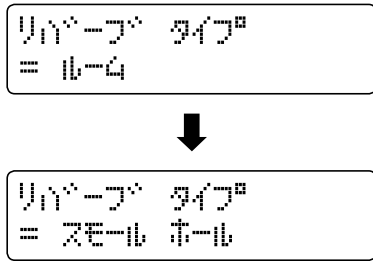 リバーブ タイプ
= ルーム
リバーブ タイプ
= スモール ホール